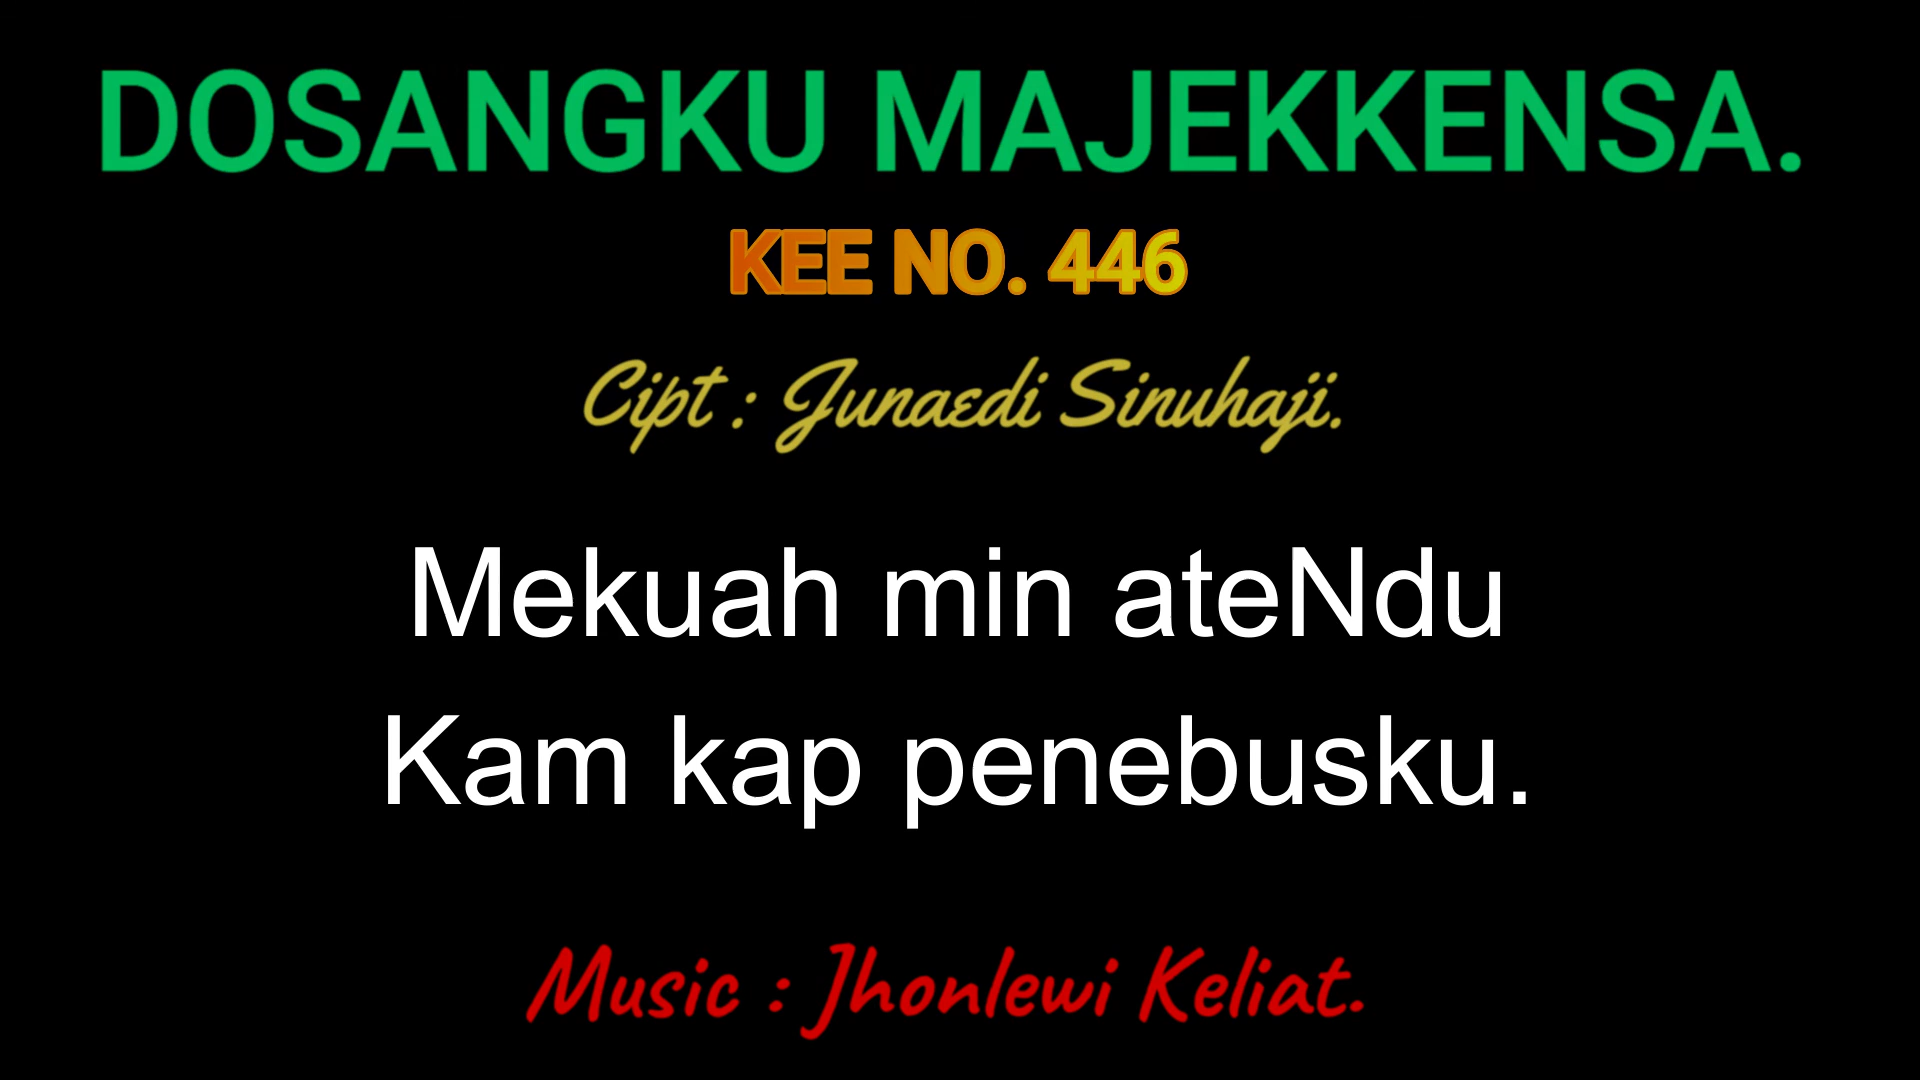 DOSANGKU MAJEKKENSA.
KEE NO. 446
Cipt : Junaedi Sinuhaji.
Mekuah min ateNdu
Kam kap penebusku.
Music : Jhonlewi Keliat.